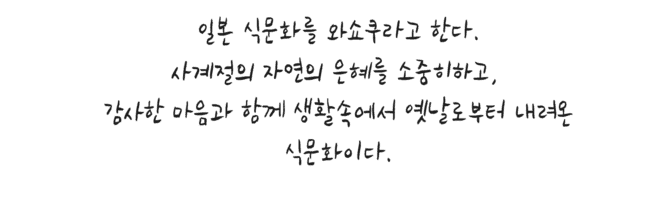 일본 식문화를 와쇼쿠라고 한다.
사계절의 자연의 은혜를 소중히하고,
감사한 마음과 함께 생활속에서 옛날로부터 내려온
식문화이다.